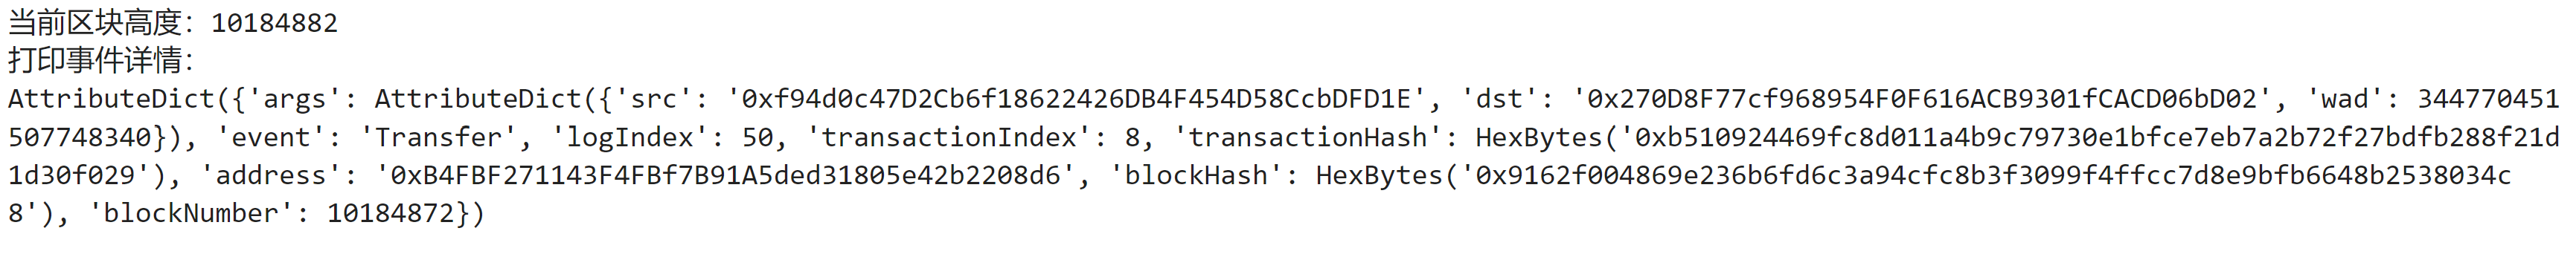 当前区块高度：10184882
打印事件详情：
AttributeDict({'args': AttributeDict({'src': '0xf94d0c47D2Cb6f18622426DB4F454D58CcbDFD1E', 'dst': '0x270D8F77cf968954F0F616ACB9301fCACD06bD02', 'wad': 344770451
507748340}), 'event': 'Transfer', 'logIndex': 50, 'transactionIndex': 8, 'transactionHash': HexBytes('0xb510924469fc8d011a4b9c79730e1bfce7eb7a2b72f27bdfb288f21d
1d30f029'), 'address': '0xB4FBF271143F4FBf7B91A5ded31805e42b2208d6', 'blockHash': HexBytes('0x9162f004869e236b6fd6c3a94cfc8b3f3099f4ffcc7d8e9bfb6648b2538034c
8'), 'blockNumber': 10184872})